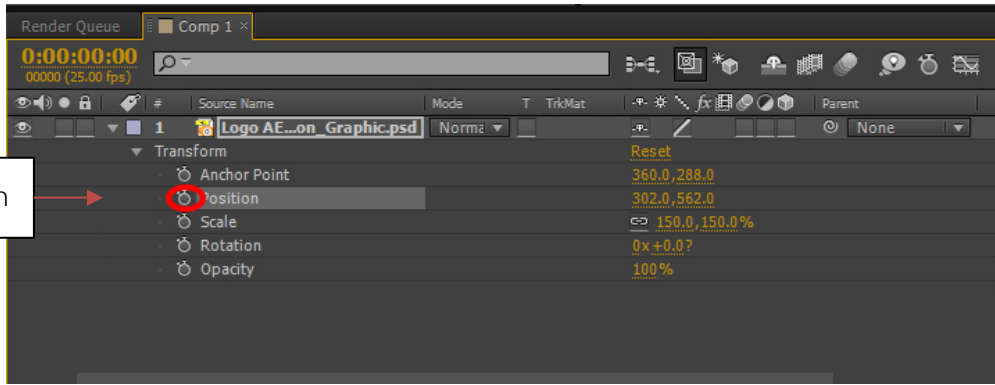 Render Queue Comp 1 ×
0:00:00:00
00000 (25.00 fps)
# Source Name Mode T TrkMat fx Parent
1 Logo AE...on_Graphic.psd Norma None
Transform Reset
Anchor Point 360.0,288.0
Position 302.0,562.0
Scale 150.0,150.0%
Rotation 0x+0.0?
Opacity 100%